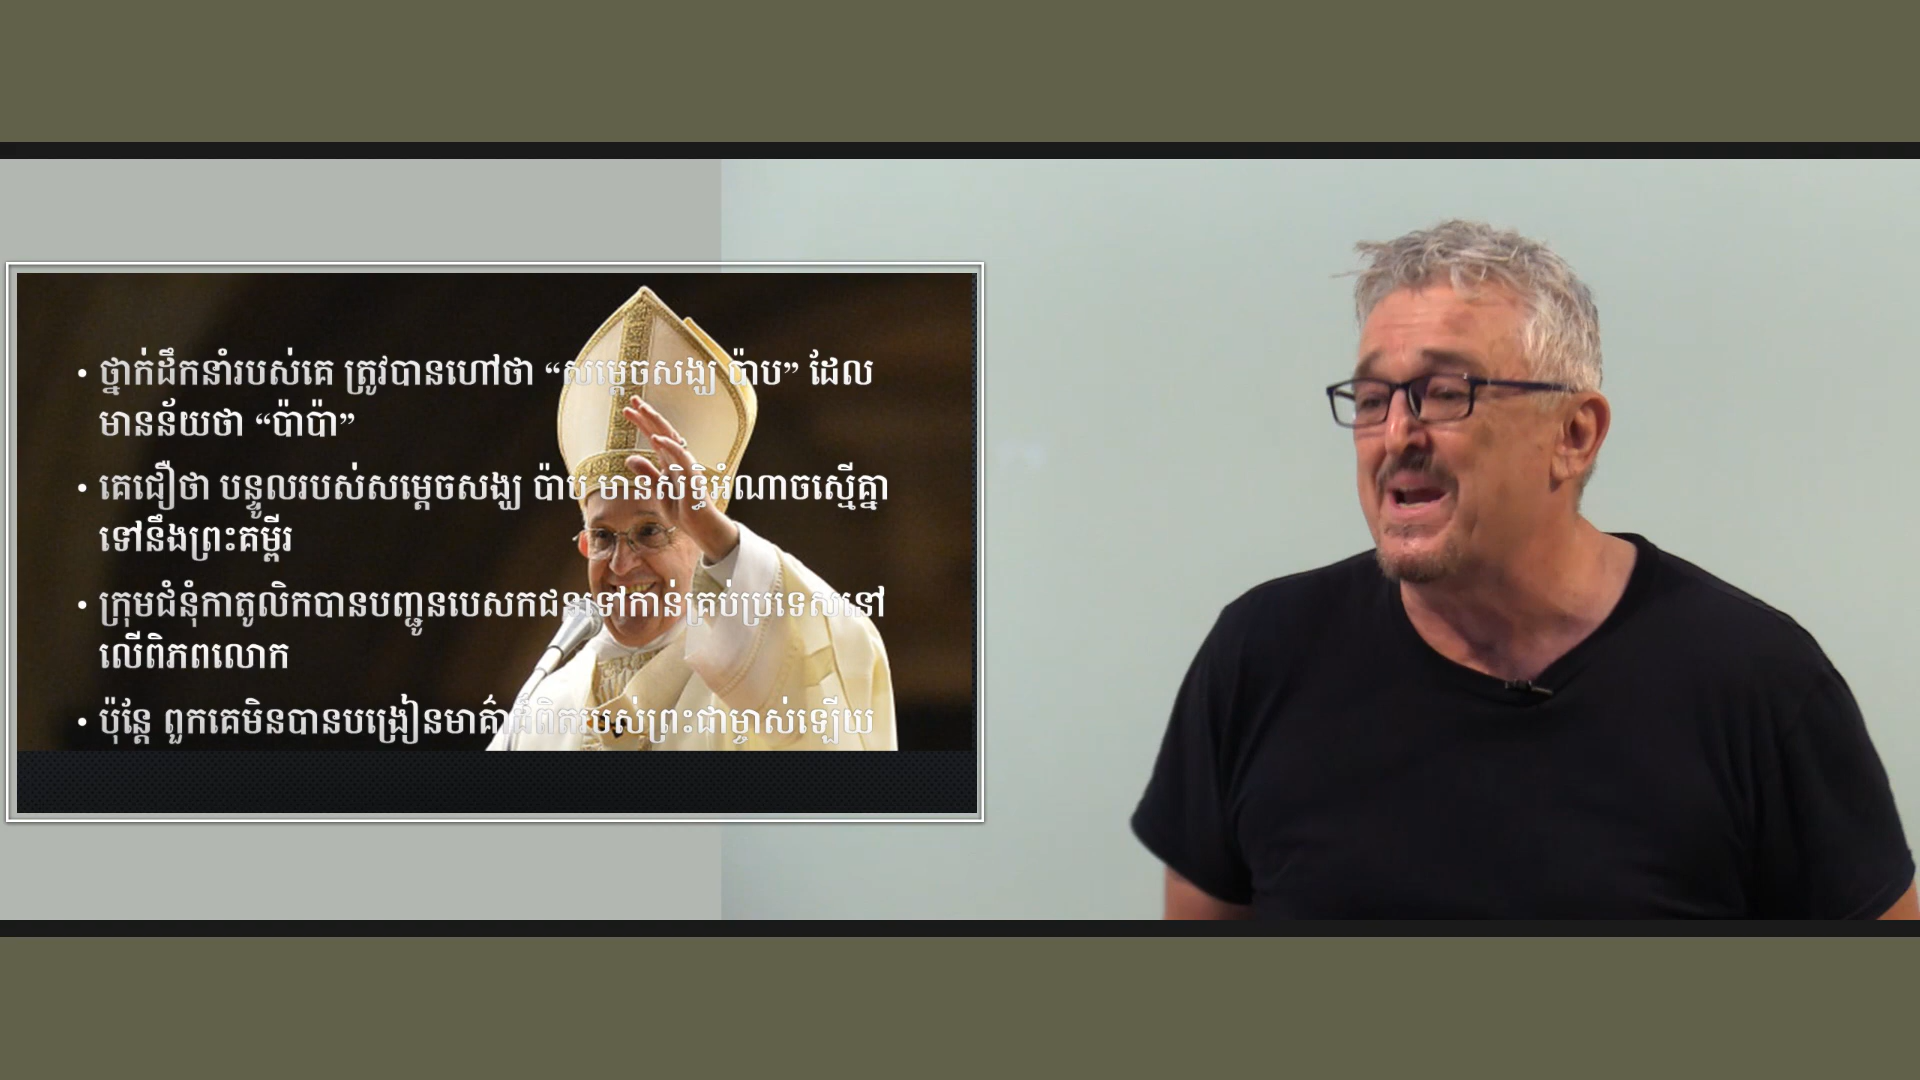 • ថ្នាក់ដឹកនាំរបស់គេ ត្រូវបានហៅថា “សម្ដេចសង្ឃ ប៉ាប” ដែល
មានន័យថា “ប៉ាប៉ា”
• គេជឿថា បន្ទូលរបស់សម្ដេចសង្ឃ ប៉ាប មានសិទ្ធិអំណាចស្មើគ្នា
ទៅនឹងព្រះគម្ពីរ
• ក្រុមជំនុំកាតូលិកបានបញ្ជូនបេសកជនទៅកាន់គ្រប់ប្រទេសនៅ
លើពិភពលោក
• ប៉ុន្តែ ពួកគេមិនបានបង្រៀនមាគ៌ាដ៏ពិតរបស់ព្រះជាម្ចាស់ឡើយ